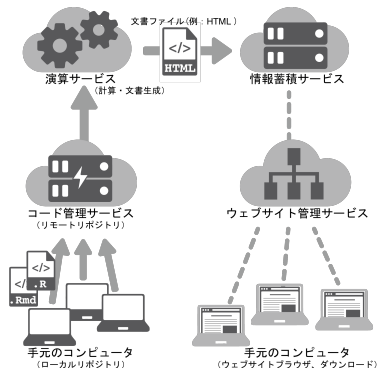 文書ファイル(例：HTML)
</>
HTML
演算サービス
(計算・文書生成)
情報蓄積サービス
コード管理サービス
(リモートリポジトリ)
ウェブサイト管理サービス
</>
.R
</>
.Rmd
手元のコンピュータ
(ローカルリポジトリ)
手元のコンピュータ
(ウェブサイトブラウザ、ダウンロード)